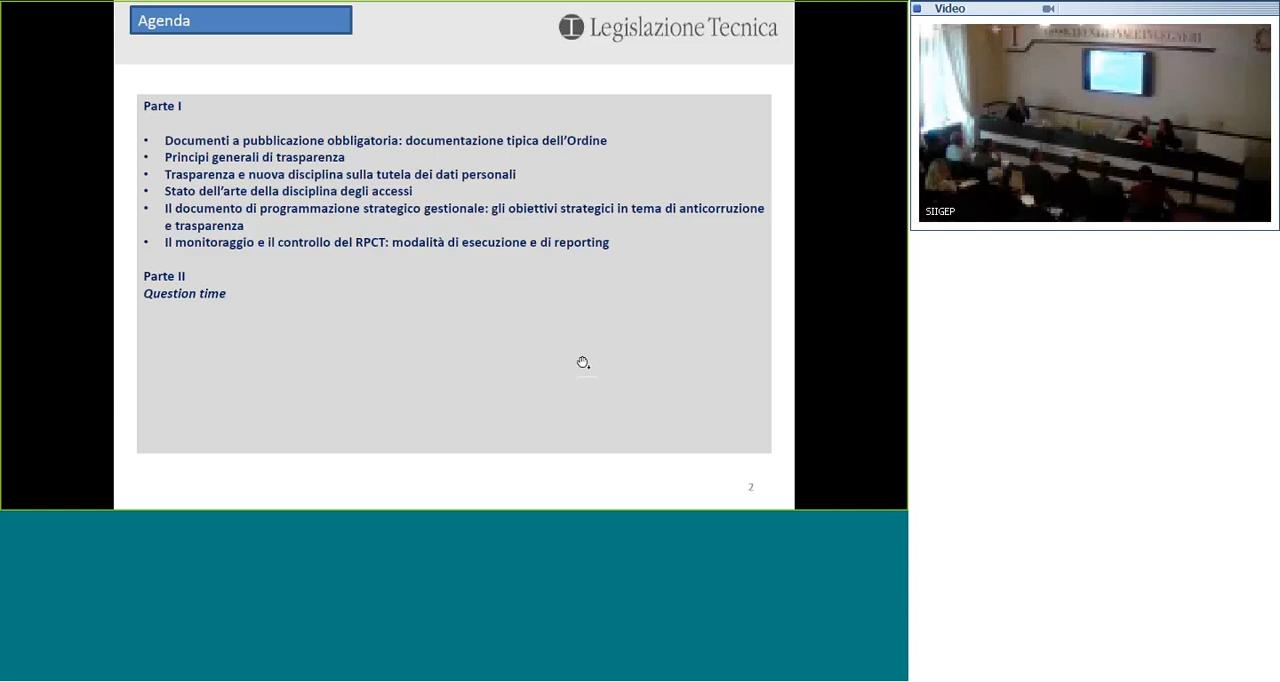 Agenda
Legislazione Tecnica
Parte I
• Documenti a pubblicazione obbligatoria: documentazione tipica dell’Ordine
• Principi generali di trasparenza
• Trasparenza e nuova disciplina sulla tutela dei dati personali
• Stato dell’arte della disciplina degli accessi
• Il documento di programmazione strategico gestionale: gli obiettivi strategici in tema di anticorruzione
e trasparenza
• Il monitoraggio e il controllo del RPCT: modalità di esecuzione e di reporting
Parte II
Question time
2
Video
SIIGEP